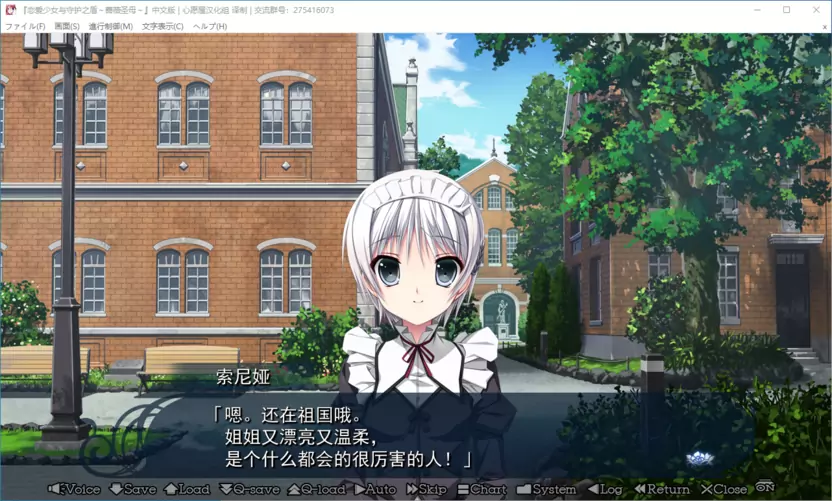 『恋爱少女与守护之盾～蔷薇圣母～』中文版 | 心愿屋汉化组 译制 | 交流群号：275416073
ファイル(F) 画面(S) 進行制御(M) 文字表示(C) ヘルプ(H)
索尼娅
「嗯。还在祖国哦。
姐姐又漂亮又温柔，
是个什么都会的很厉害的人！」
Voice Save Load Q-save Q-load Auto Skip Chart System Log Return Close ON